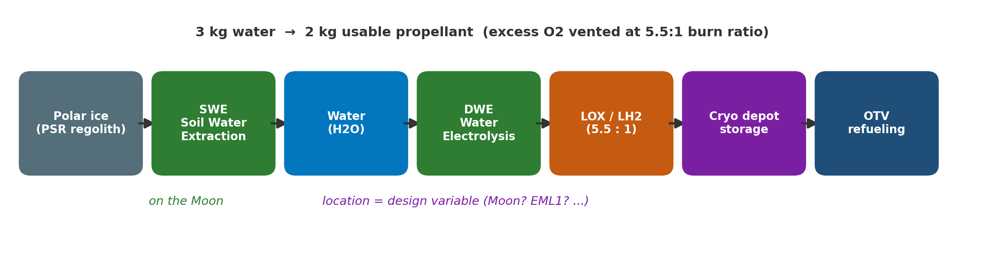 3 kg water → 2 kg usable propellant (excess O2 vented at 5.5:1 burn ratio)
Polar ice
(PSR regolith)
SWE
Soil Water
Extraction
Water
(H2O)
DWE
Water
Electrolysis
LOX / LH2
(5.5 : 1)
Cryo depot
storage
OTV
refueling
on the Moon
location = design variable (Moon? EML1? ...)